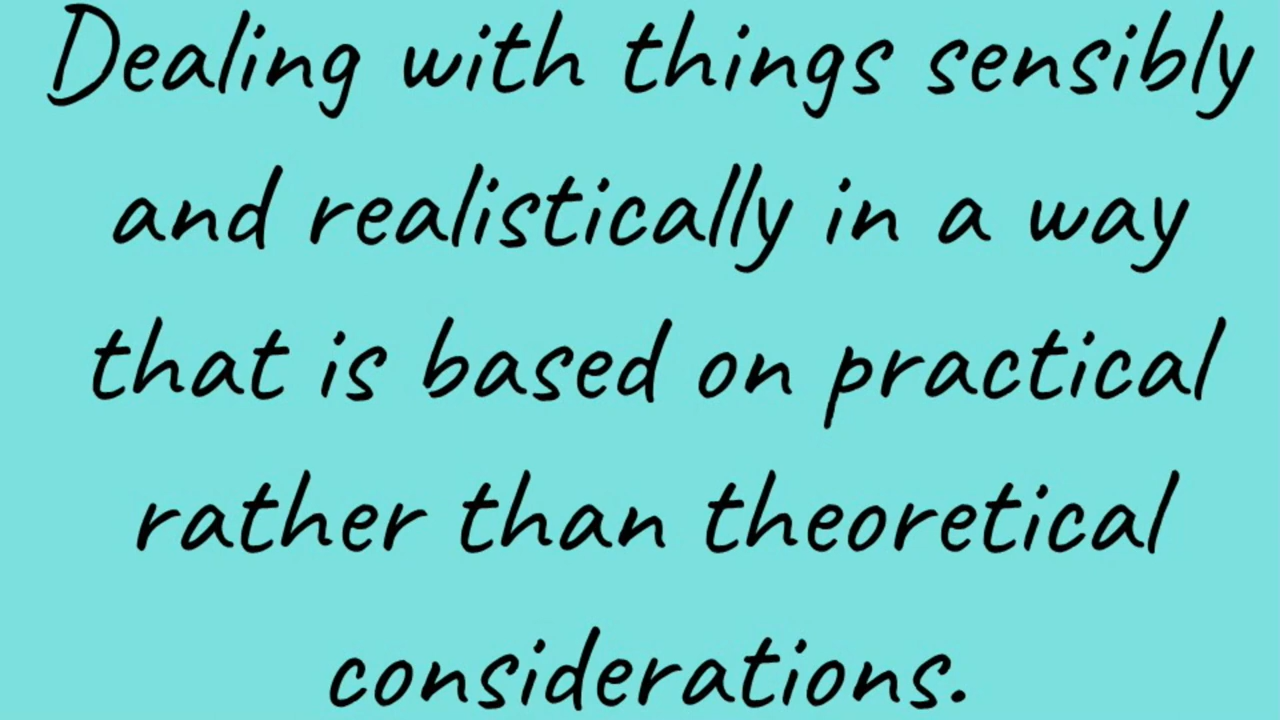 Dealing with things sensibly
and realistically in a way
that is based on practical
rather than theoretical
considerations.